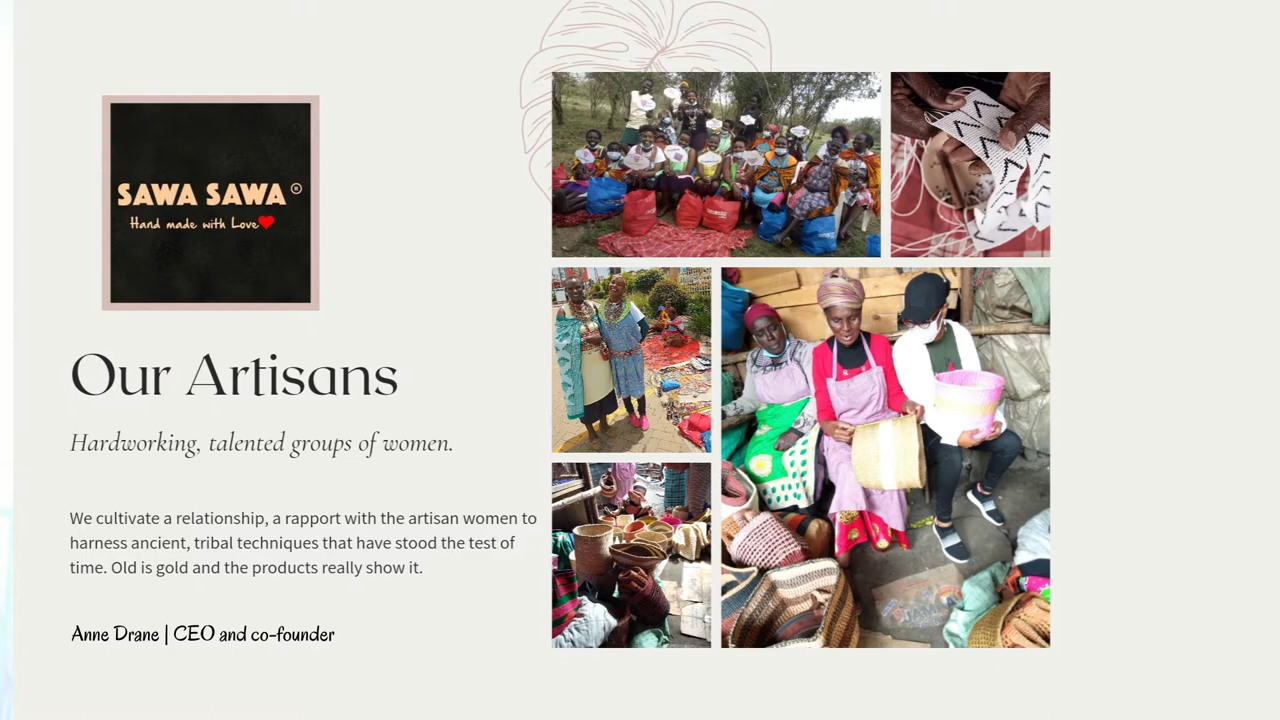 SAWA SAWA ®
Hand made with Love
Our Artisans
Hardworking, talented groups of women.
We cultivate a relationship, a rapport with the artisan women to
harness ancient, tribal techniques that have stood the test of
time. Old is gold and the products really show it.
Anne Drane | CEO and co-founder